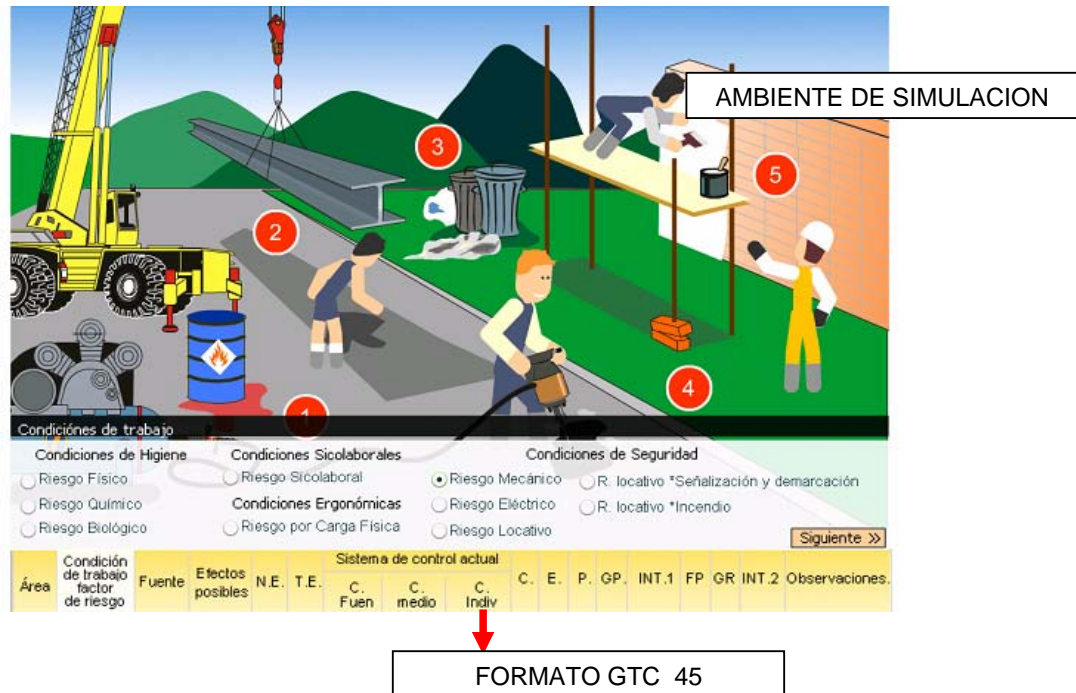 AMBIENTE DE SIMULACION
3
5
2
4
1
Condiciónes de trabajo
Condiciones de Higiene
Riesgo Físico
Riesgo Químico
Riesgo Biológico
Condiciones Sicolaborales
Riesgo Sicolaboral
Condiciones Ergonómicas
Riesgo por Carga Física
Condiciones de Seguridad
Riesgo Mecánico
Riesgo Eléctrico
Riesgo Locativo
R. locativo *Señalización y demarcación
R. locativo *Incendio
Siguiente »
Área
Condición
de trabajo
factor
de riesgo
Fuente
Efectos
posibles
N.E.
T.E.
Sistema de control actual
C.
Fuen
C.
medio
C.
Indiv
C.
E.
P.
GP.
INT.1
FP
GR
INT.2
Observaciones.
FORMATO GTC 45